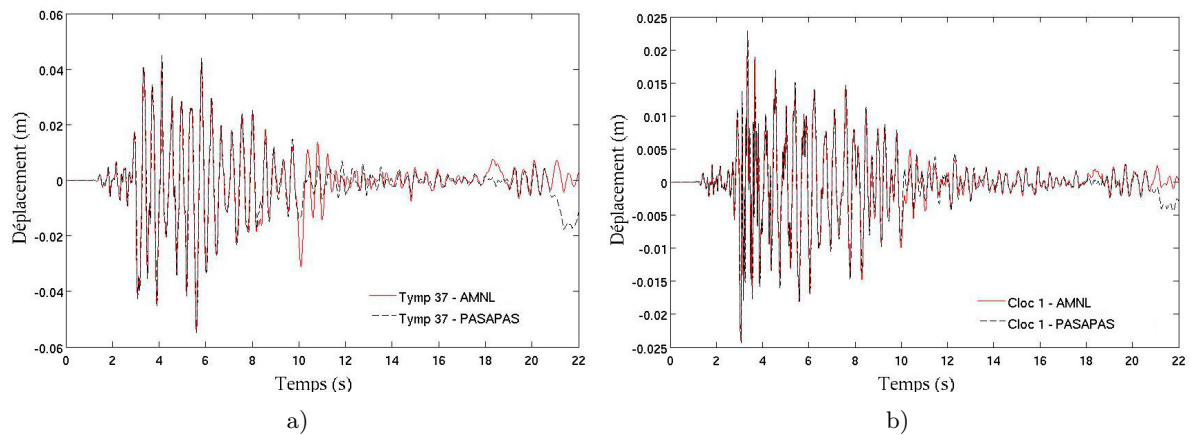 0.06
0.04
0.02
0
-0.02
-0.04
-0.06
Déplacement (m)
0 2 4 6 8 10 12 14 16 18 20 22
Temps (s)
Tymp 37 - AMNL
Tymp 37 - PASAPAS
a)
0.025
0.02
0.015
0.01
0.005
0
-0.005
-0.01
-0.015
-0.02
-0.025
Déplacement (m)
0 2 4 6 8 10 12 14 16 18 20 22
Temps (s)
Cloc 1 - AMNL
Cloc 1 - PASAPAS
b)